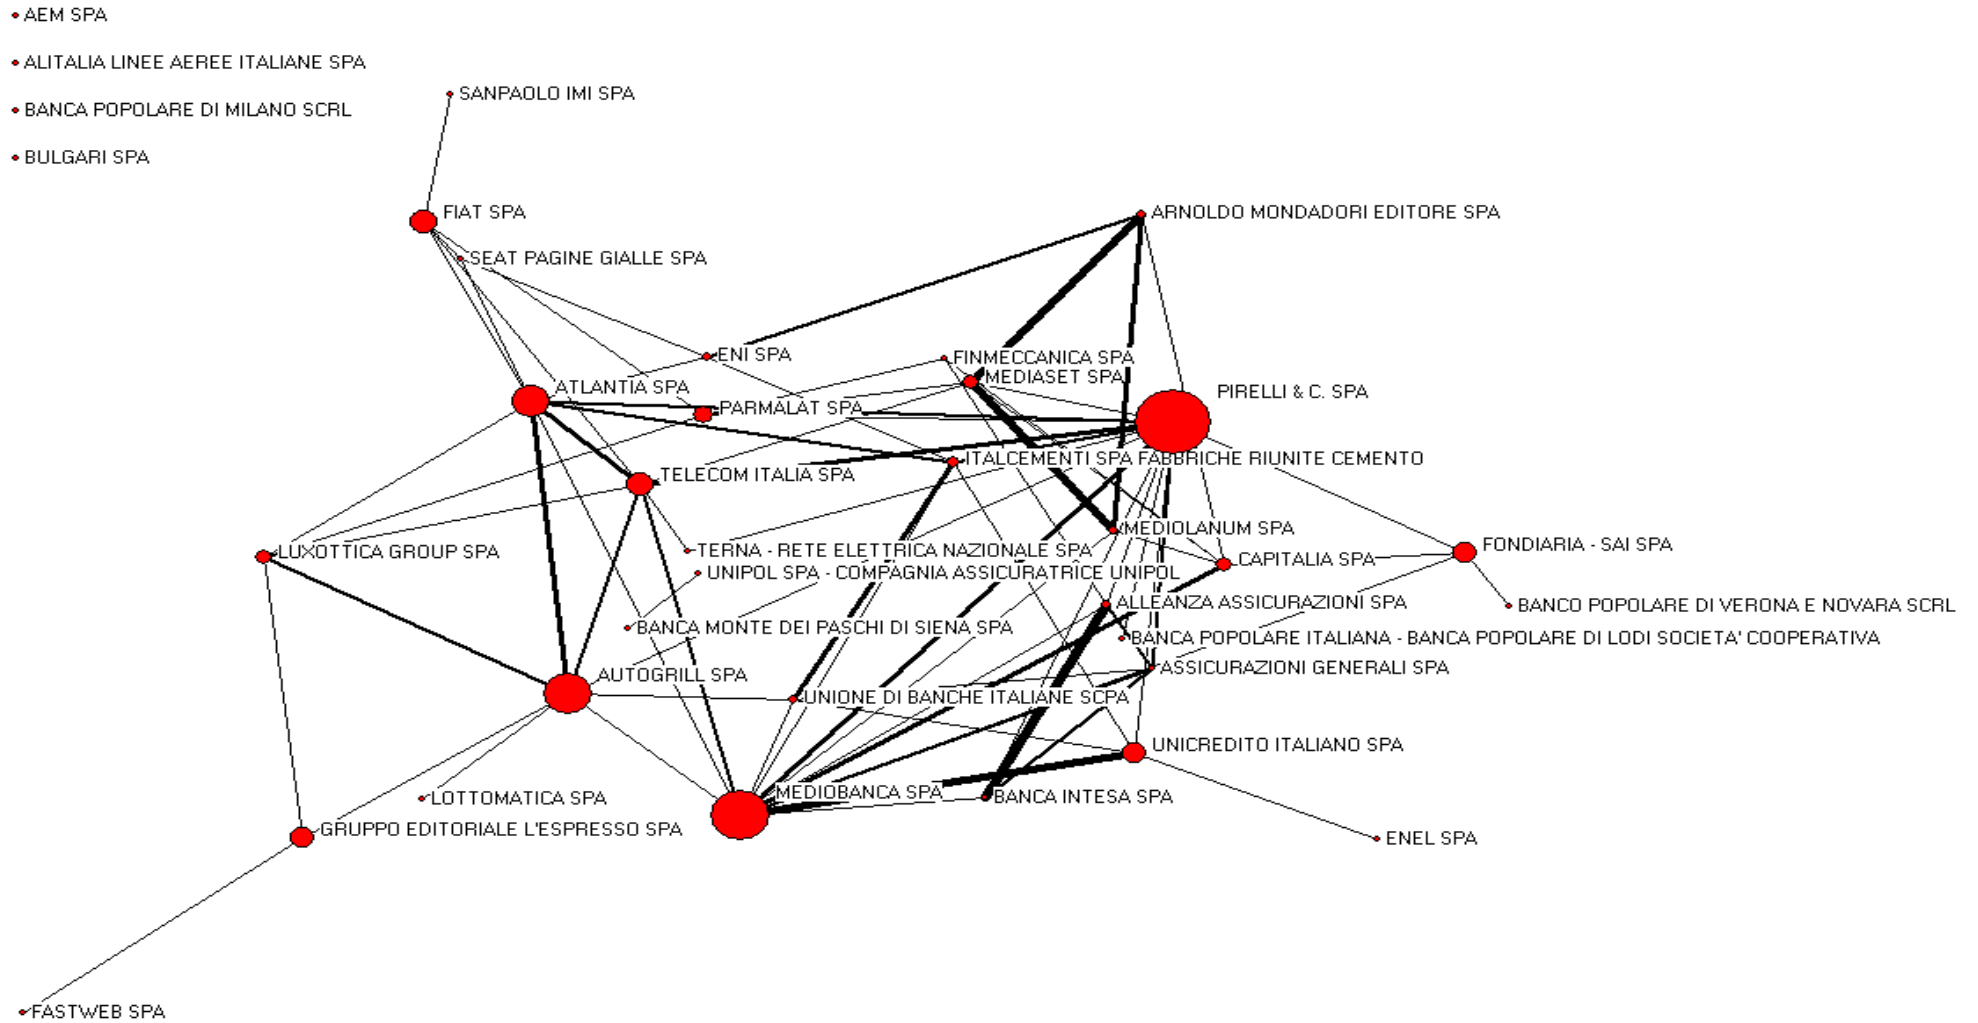 AEM SPA
ALITALIA LINEE AEREE ITALIANE SPA
SANPAOLO IMI SPA
BANCA POPOLARE DI MILANO SCRL
BULGARI SPA
FIAT SPA
ARNOLDO MONDADORI EDITORE SPA
SEAT PAGINE GIALLE SPA
ENI SPA
FINMECCANICA SPA
MEDIASET SPA
ATLANTIA SPA
PIRELLI & C. SPA
PARMALAT SPA
ITALCEMENTI SPA FABBRICHE RIUNITE CEMENTO
TELECOM ITALIA SPA
MEDIOLANUM SPA
LUXOTTICA GROUP SPA
TERNA - RETE ELETTRICA NAZIONALE SPA
CAPITALIA SPA
FONDIARIA - SAI SPA
UNIPOL SPA - COMPAGNIA ASSICURATRICE UNIPOL
ALLEANZA ASSICURAZIONI SPA
BANCO POPOLARE DI VERONA E NOVARA SCRL
BANCA MONTE DEI PASCHI DI SIENA SPA
BANCA POPOLARE ITALIANA - BANCA POPOLARE DI LODI SOCIETA' COOPERATIVA
AUTOGRILL SPA
ASSICURAZIONI GENERALI SPA
UNIONE DI BANCHE ITALIANE SCPA
UNICREDITO ITALIANO SPA
LOTTOMATICA SPA
MEDIOBANCA SPA
BANCA INTESA SPA
GRUPPO EDITORIALE L'ESPRESSO SPA
ENEL SPA
FASTWEB SPA